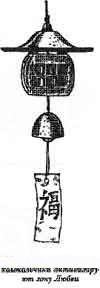 福
колокольчики активизиру-
ют зону Любви